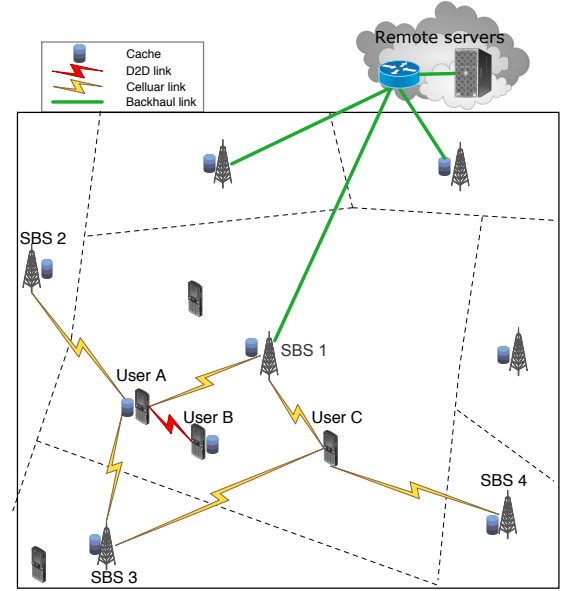 Remote servers
Cache
D2D link
Celluar link
Backhaul link
SBS 2
SBS 1
User A
User B
User C
SBS 4
SBS 3